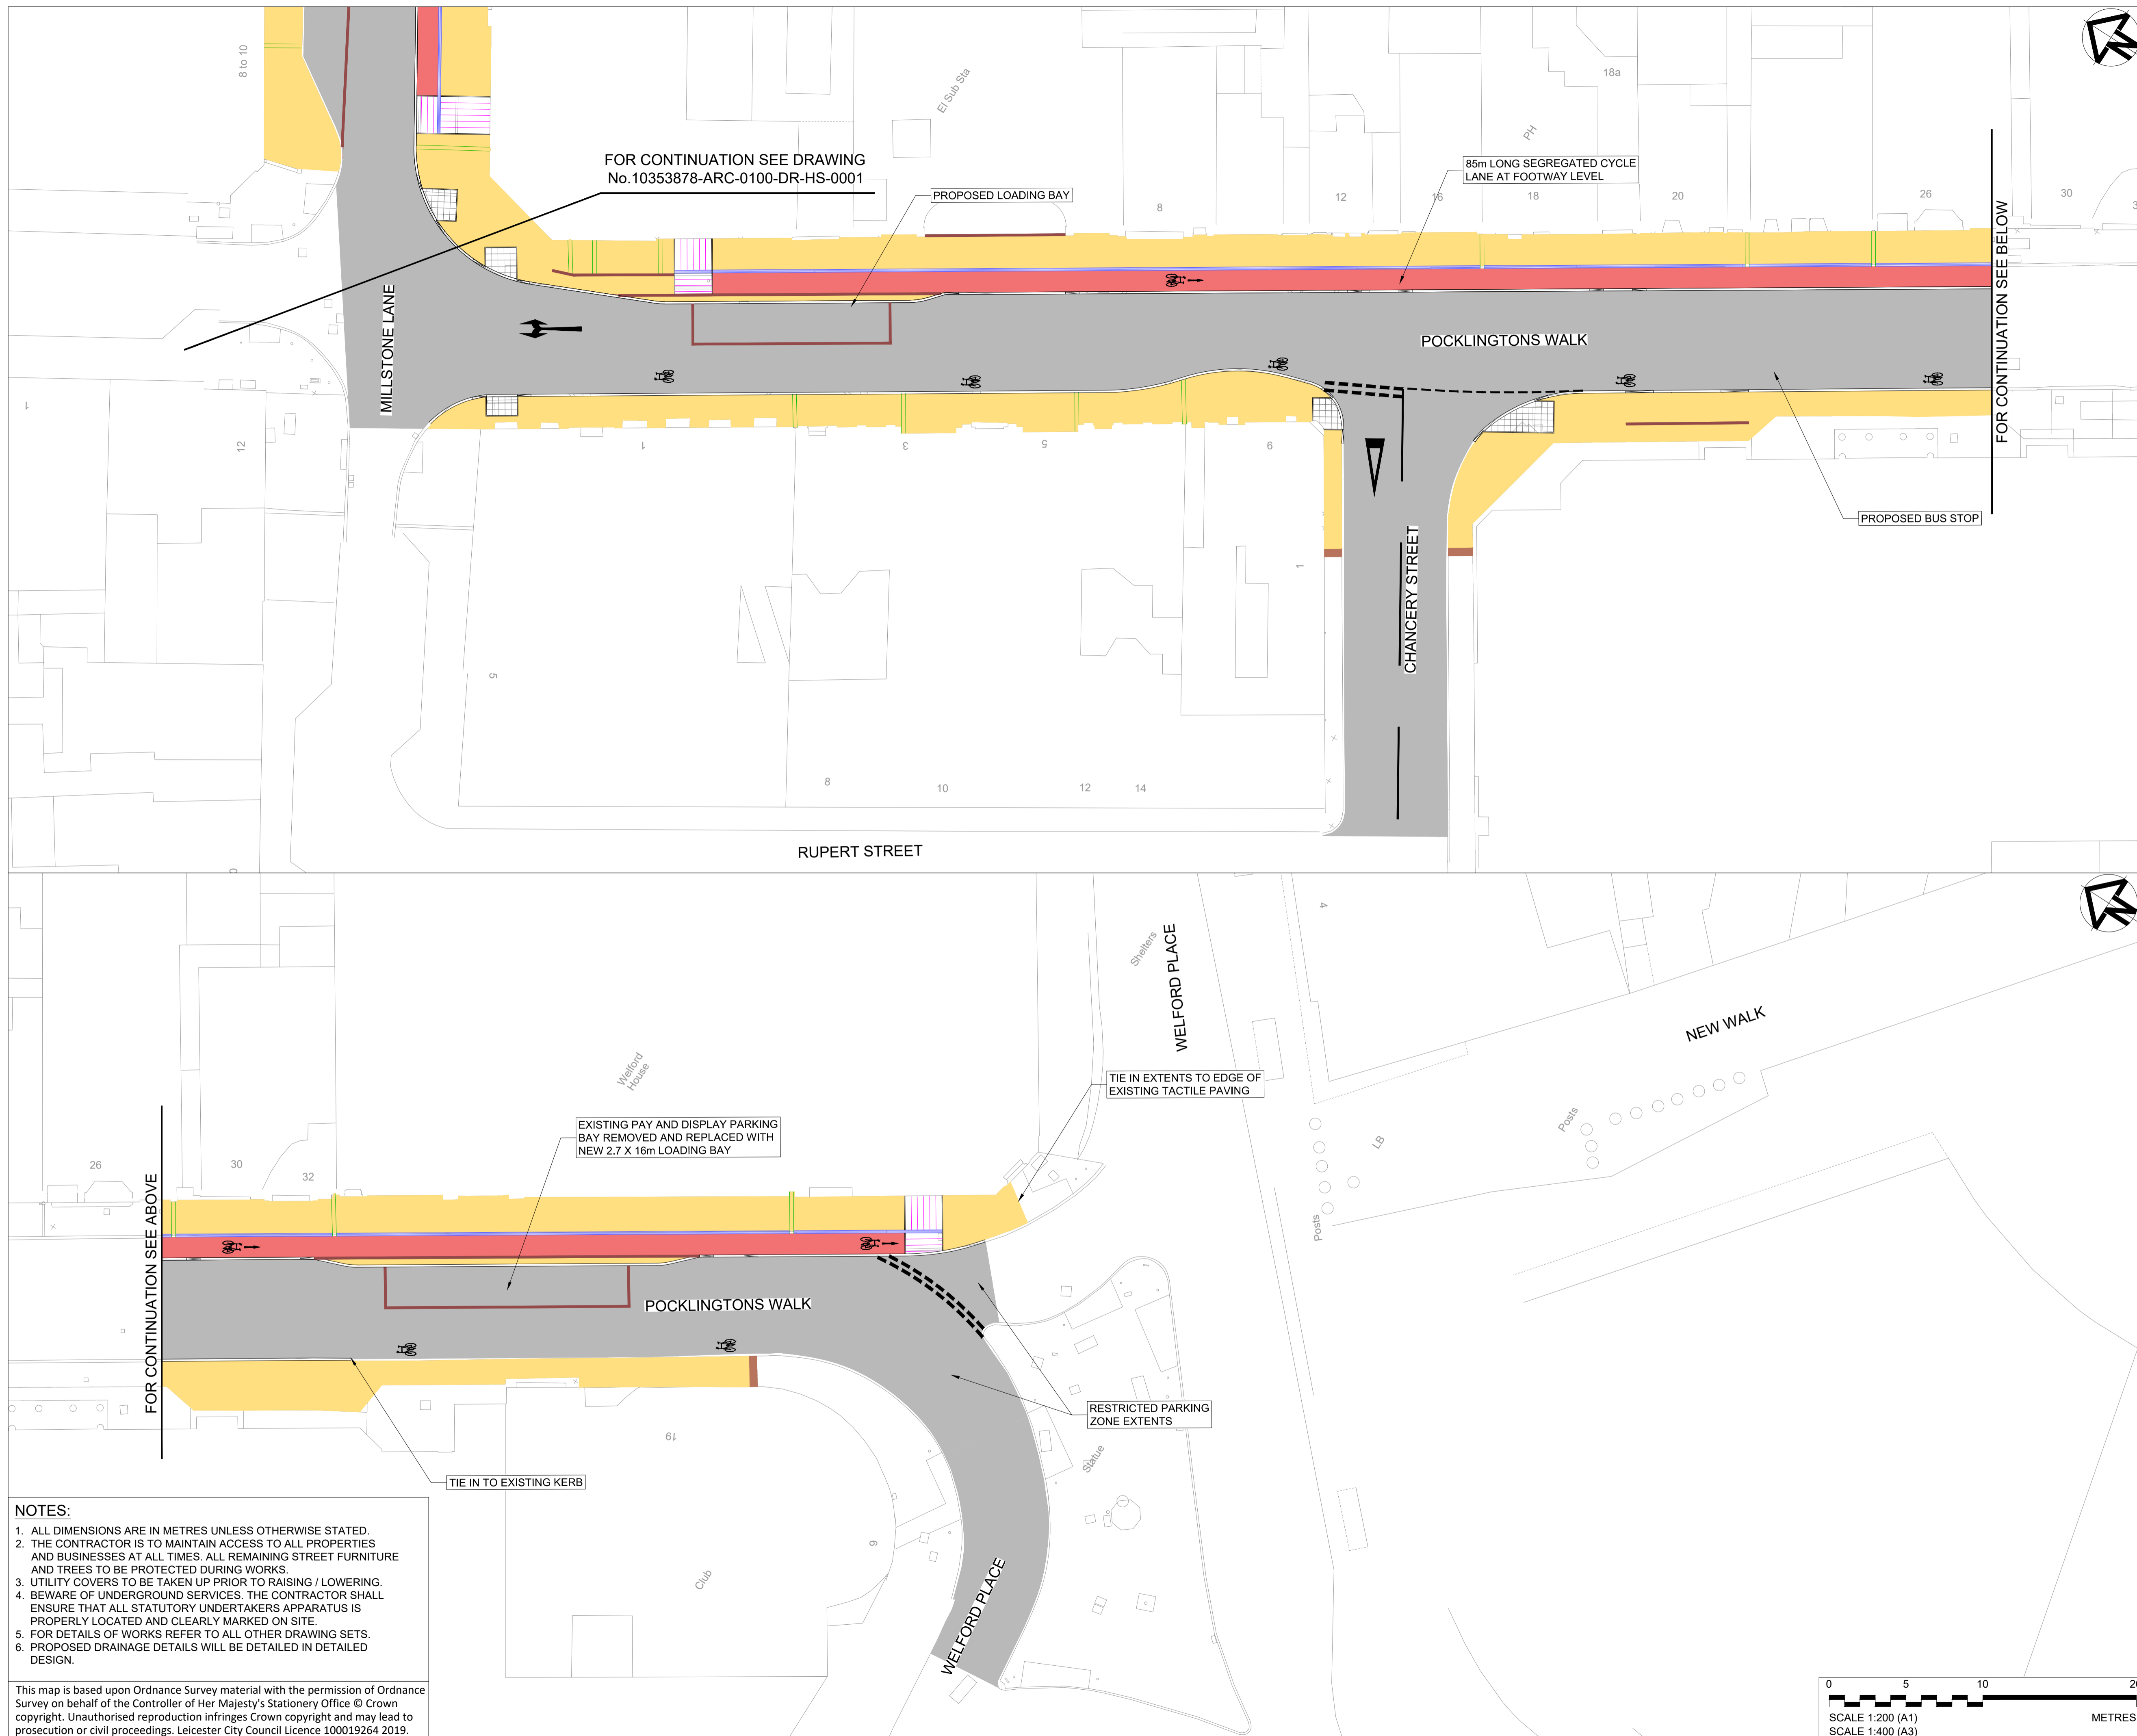 8 to 10
El Sub Sta
18a
PH
FOR CONTINUATION SEE DRAWING
No.10353878-ARC-0100-DR-HS-0001
PROPOSED LOADING BAY
85m LONG SEGREGATED CYCLE
LANE AT FOOTWAY LEVEL
8
12
16
18
20
26
30
FOR CONTINUATION SEE BELOW
MILLSTONE LANE
POCKLINGTONS WALK
1
12
1
3
5
9
PROPOSED BUS STOP
CHANCERY STREET
1
5
8
10
12
14
RUPERT STREET
N
4
Shelters
WELFORD PLACE
NEW WALK
Welford
House
TIE IN EXTENTS TO EDGE OF
EXISTING TACTILE PAVING
EXISTING PAY AND DISPLAY PARKING
BAY REMOVED AND REPLACED WITH
NEW 2.7 X 16m LOADING BAY
Posts
LB
26
30
32
FOR CONTINUATION SEE ABOVE
Posts
POCKLINGTONS WALK
RESTRICTED PARKING
ZONE EXTENTS
19
Statue
TIE IN TO EXISTING KERB
Club
WELFORD PLACE
N
NOTES:
1. ALL DIMENSIONS ARE IN METRES UNLESS OTHERWISE STATED.
2. THE CONTRACTOR IS TO MAINTAIN ACCESS TO ALL PROPERTIES
AND BUSINESSES AT ALL TIMES. ALL REMAINING STREET FURNITURE
AND TREES TO BE PROTECTED DURING WORKS.
3. UTILITY COVERS TO BE TAKEN UP PRIOR TO RAISING / LOWERING.
4. BEWARE OF UNDERGROUND SERVICES. THE CONTRACTOR SHALL
ENSURE THAT ALL STATUTORY UNDERTAKERS APPARATUS IS
PROPERLY LOCATED AND CLEARLY MARKED ON SITE.
5. FOR DETAILS OF WORKS REFER TO ALL OTHER DRAWING SETS.
6. PROPOSED DRAINAGE DETAILS WILL BE DETAILED IN DETAILED
DESIGN.
This map is based upon Ordnance Survey material with the permission of Ordnance
Survey on behalf of the Controller of Her Majesty's Stationery Office © Crown
copyright. Unauthorised reproduction infringes Crown copyright and may lead to
prosecution or civil proceedings. Leicester City Council Licence 100019264 2019.
0 5 10
SCALE 1:200 (A1) METRES
SCALE 1:400 (A3)